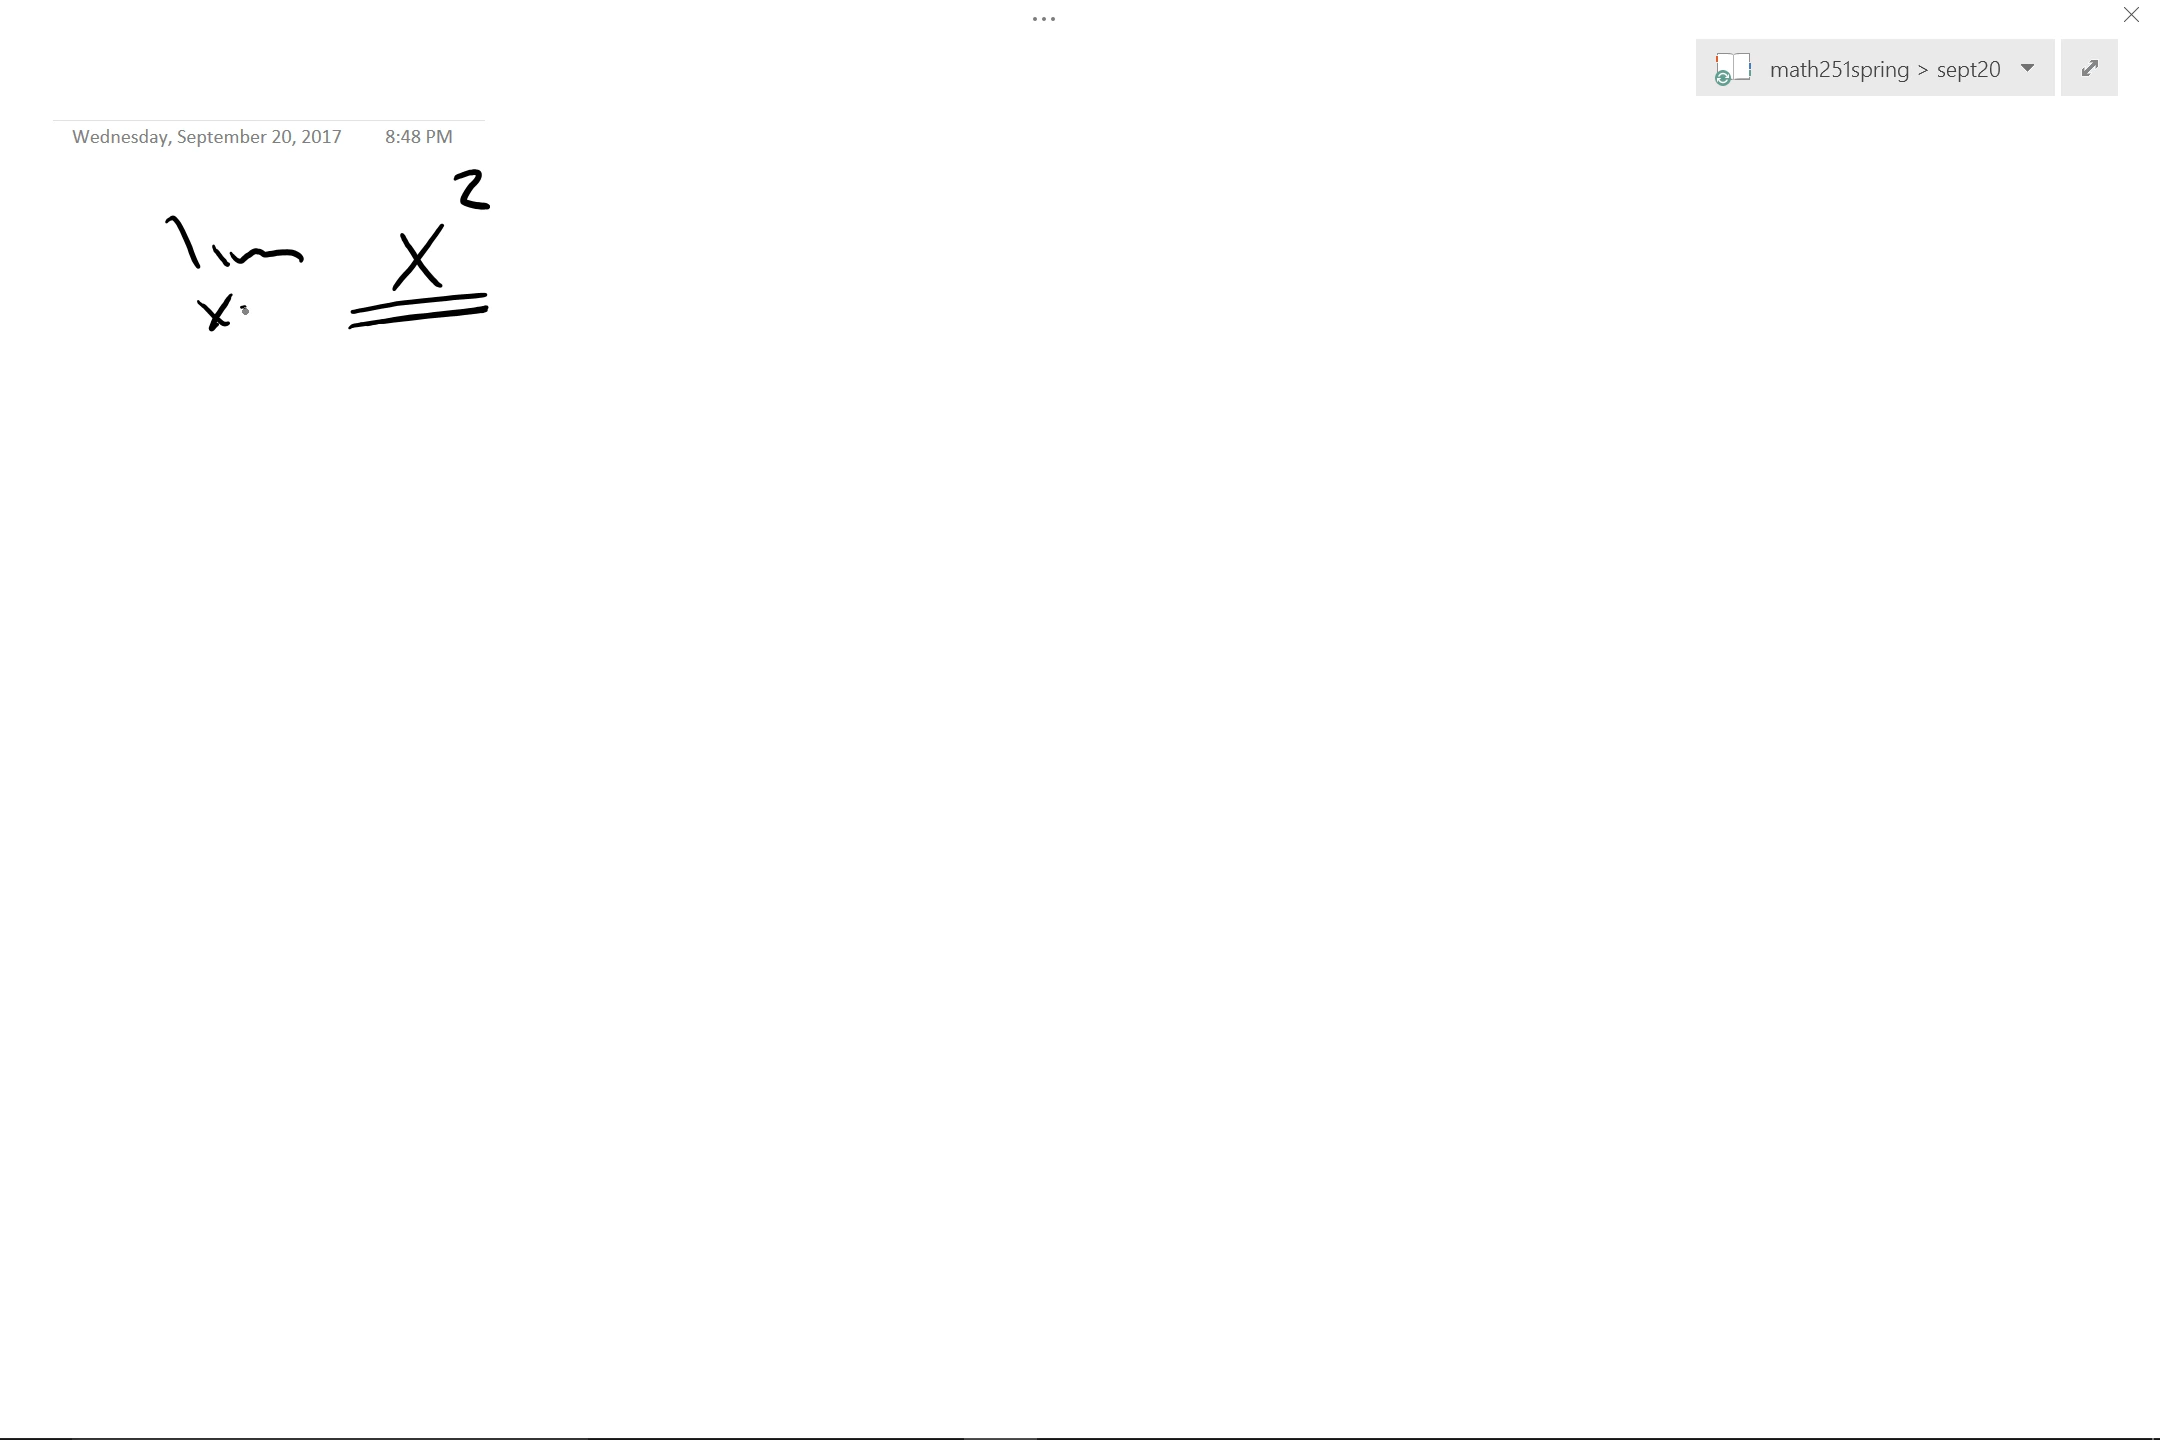 math251spring > sept20
Wednesday, September 20, 2017 8:48 PM
lim x²
x